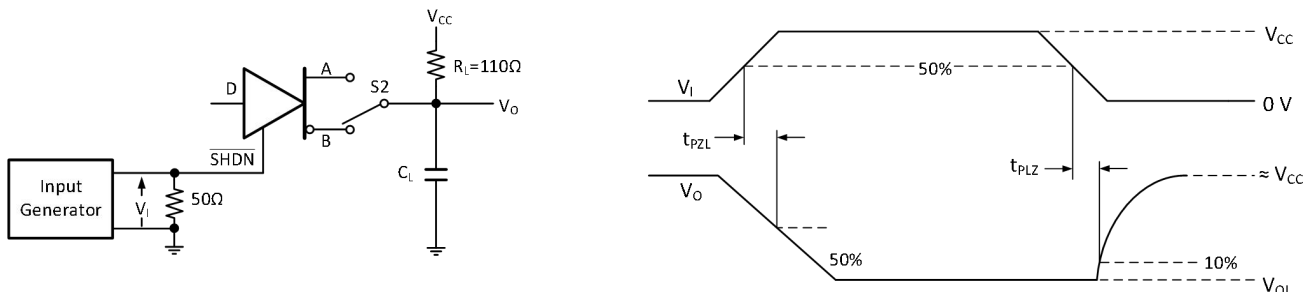 V_CC
R_L=110Ω
D
A
S2
V_O
B
SHDN
C_L
Input
Generator
V_I
50Ω
V_CC
50%
V_I
0 V
t_PZL
t_PLZ
V_O
≈ V_CC
50%
10%
V_OL